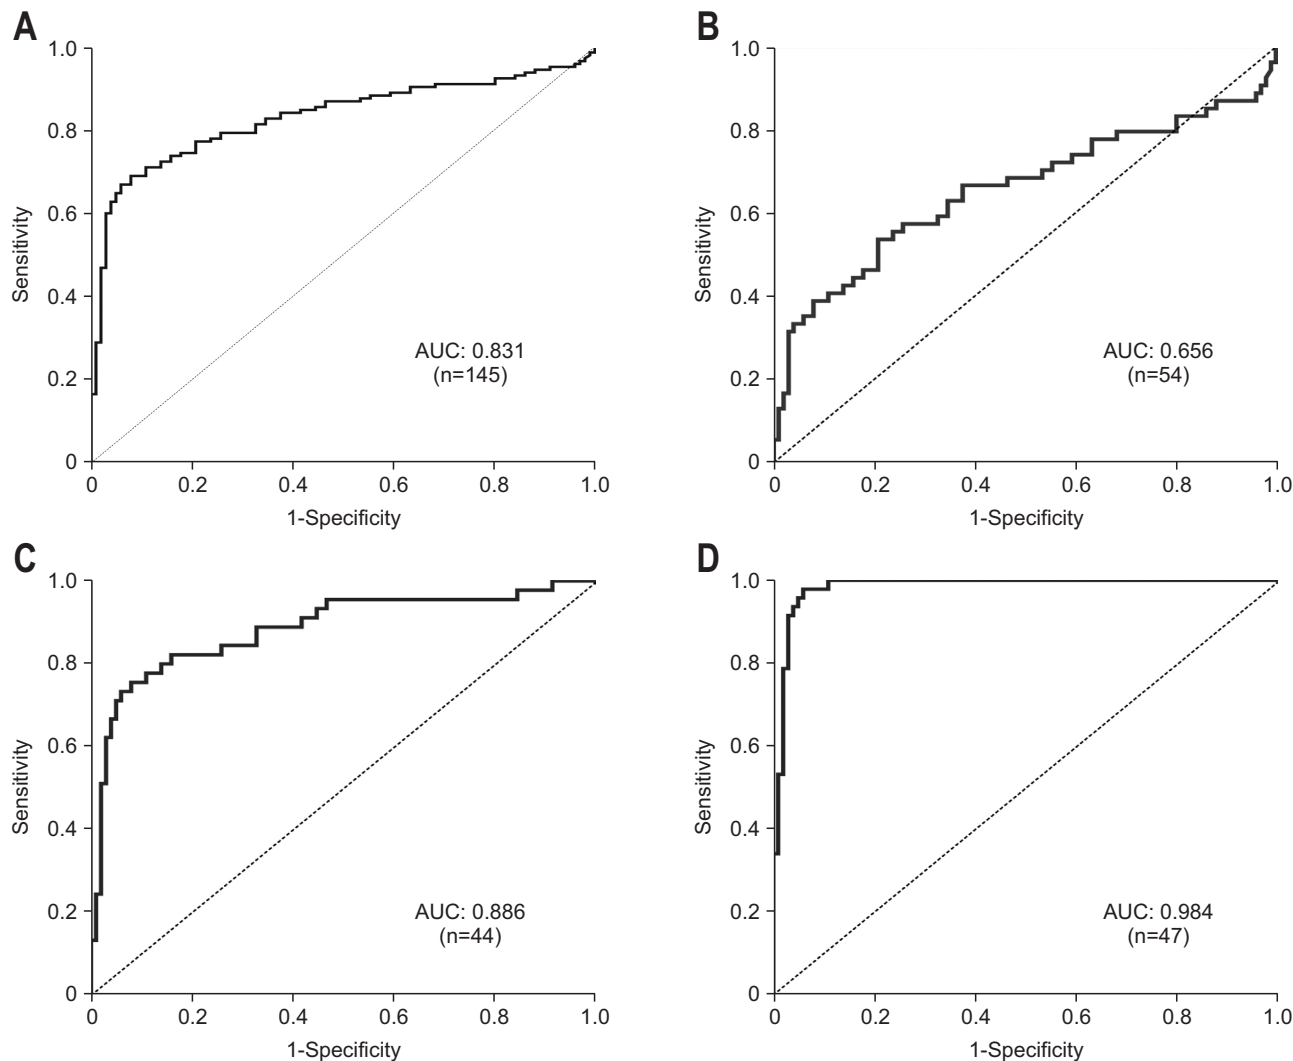 A
1.0
0.8
0.6
0.4
0.2
0
Sensitivity
AUC: 0.831
(n=145)
0 0.2 0.4 0.6 0.8 1.0
1-Specificity
B
1.0
0.8
0.6
0.4
0.2
0
Sensitivity
AUC: 0.656
(n=54)
0 0.2 0.4 0.6 0.8 1.0
1-Specificity
C
1.0
0.8
0.6
0.4
0.2
0
Sensitivity
AUC: 0.886
(n=44)
0 0.2 0.4 0.6 0.8 1.0
1-Specificity
D
1.0
0.8
0.6
0.4
0.2
0
Sensitivity
AUC: 0.984
(n=47)
0 0.2 0.4 0.6 0.8 1.0
1-Specificity